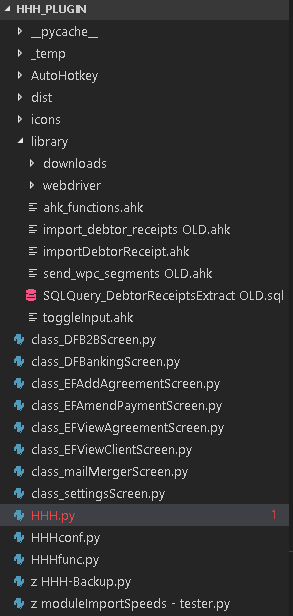 HHH_PLUGIN
__pycache__
_temp
AutoHotkey
dist
icons
library
downloads
webdriver
ahk_functions.ahk
import_debtor_receipts OLD.ahk
importDebtorReceipt.ahk
send_wpc_segments OLD.ahk
SQLQuery_DebtorReceiptsExtract OLD.sql
toggleInput.ahk
class_DFB2BScreen.py
class_DFBankingScreen.py
class_EFAddAgreementScreen.py
class_EFAmendPaymentScreen.py
class_EFViewAgreementScreen.py
class_EFViewClientScreen.py
class_mailMergerScreen.py
class_settingsScreen.py
HHH.py 1
HHHconf.py
HHHfunc.py
z HHH-Backup.py
z moduleImportSpeeds - tester.py